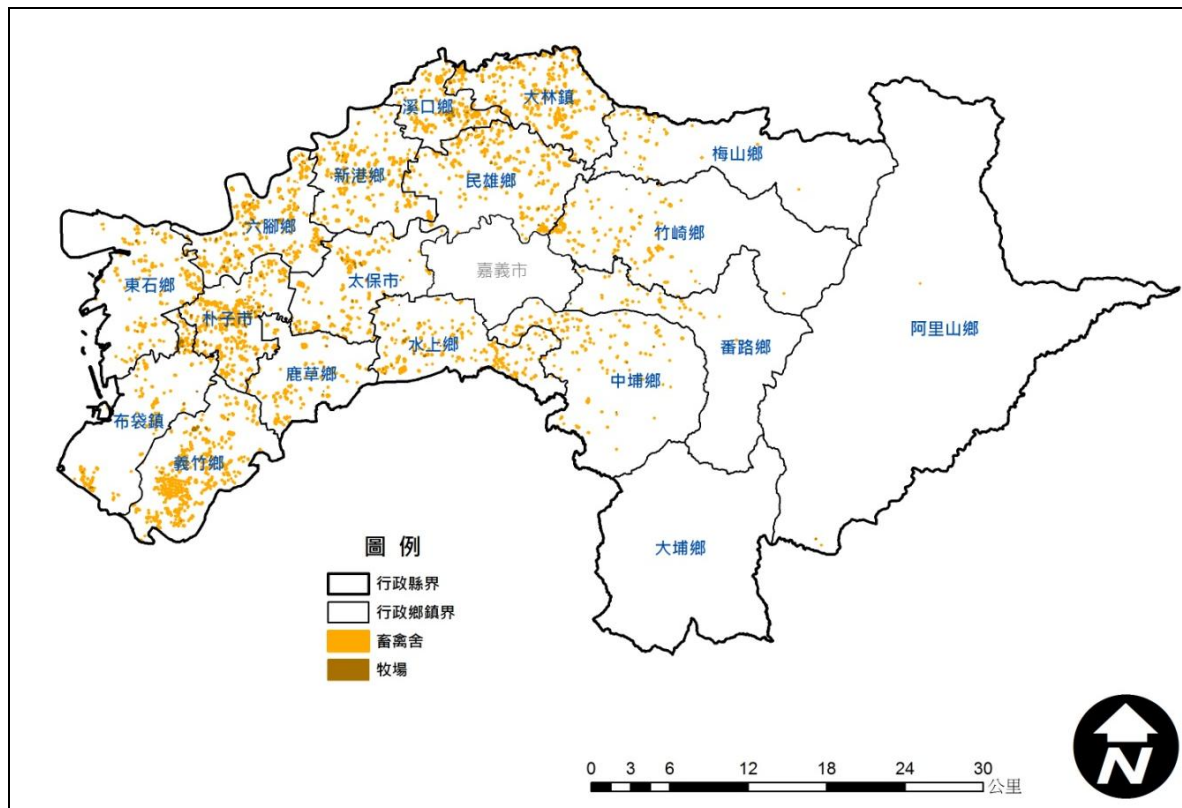 大林鎮
溪口鄉
梅山鄉
新港鄉
民雄鄉
六腳鄉
竹崎鄉
東石鄉
太保市
嘉義市
朴子市
水上鄉
番路鄉
阿里山鄉
鹿草鄉
中埔鄉
布袋鎮
義竹鄉
大埔鄉
圖 例
行政縣界
行政鄉鎮界
畜禽舍
牧場
N
0 3 6 12 18 24 30
公里